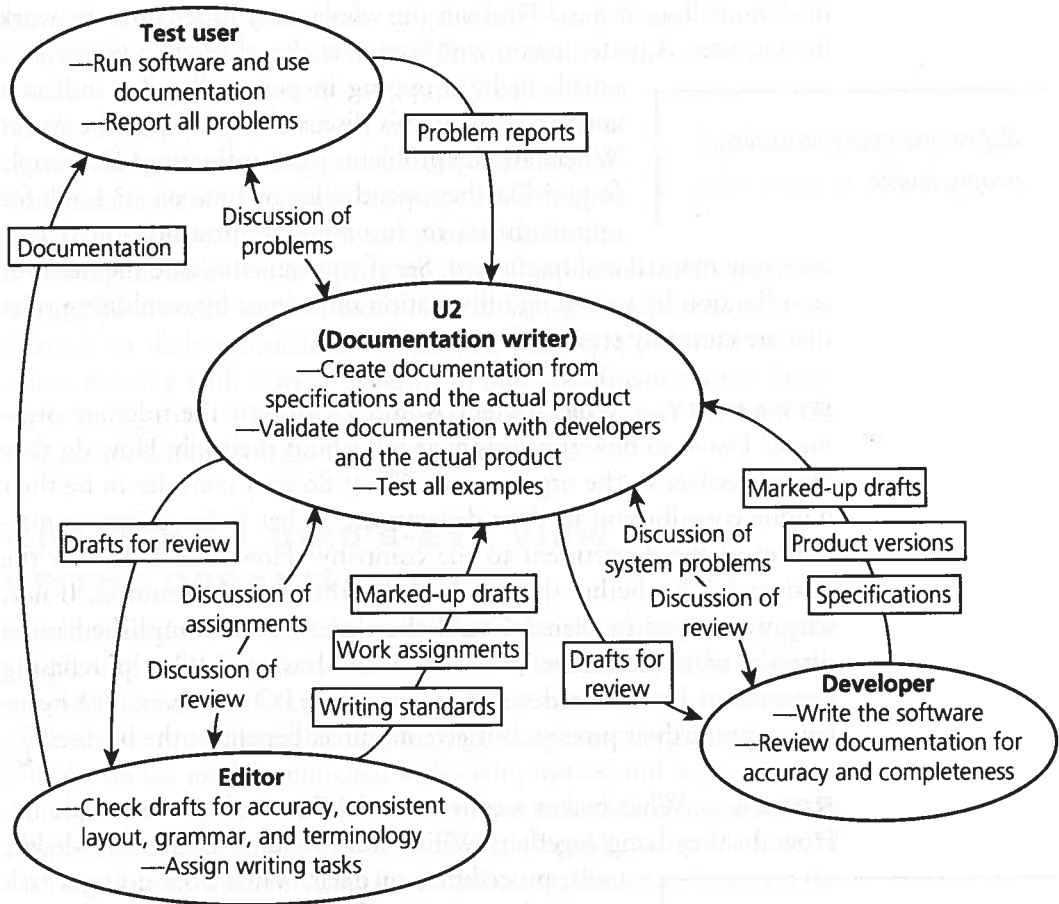 Test user
—Run software and use
documentation
—Report all problems
Problem reports
Discussion of
problems
Documentation
U2
(Documentation writer)
—Create documentation from
specifications and the actual product
—Validate documentation with developers
and the actual product
—Test all examples
Marked-up drafts
Product versions
Specifications
Drafts for review
Discussion of
assignments
Discussion of
review
Marked-up drafts
Work assignments
Writing standards
Discussion of
system problems
Discussion of
review
Drafts for
review
Developer
—Write the software
—Review documentation for
accuracy and completeness
Editor
—Check drafts for accuracy, consistent
layout, grammar, and terminology
—Assign writing tasks